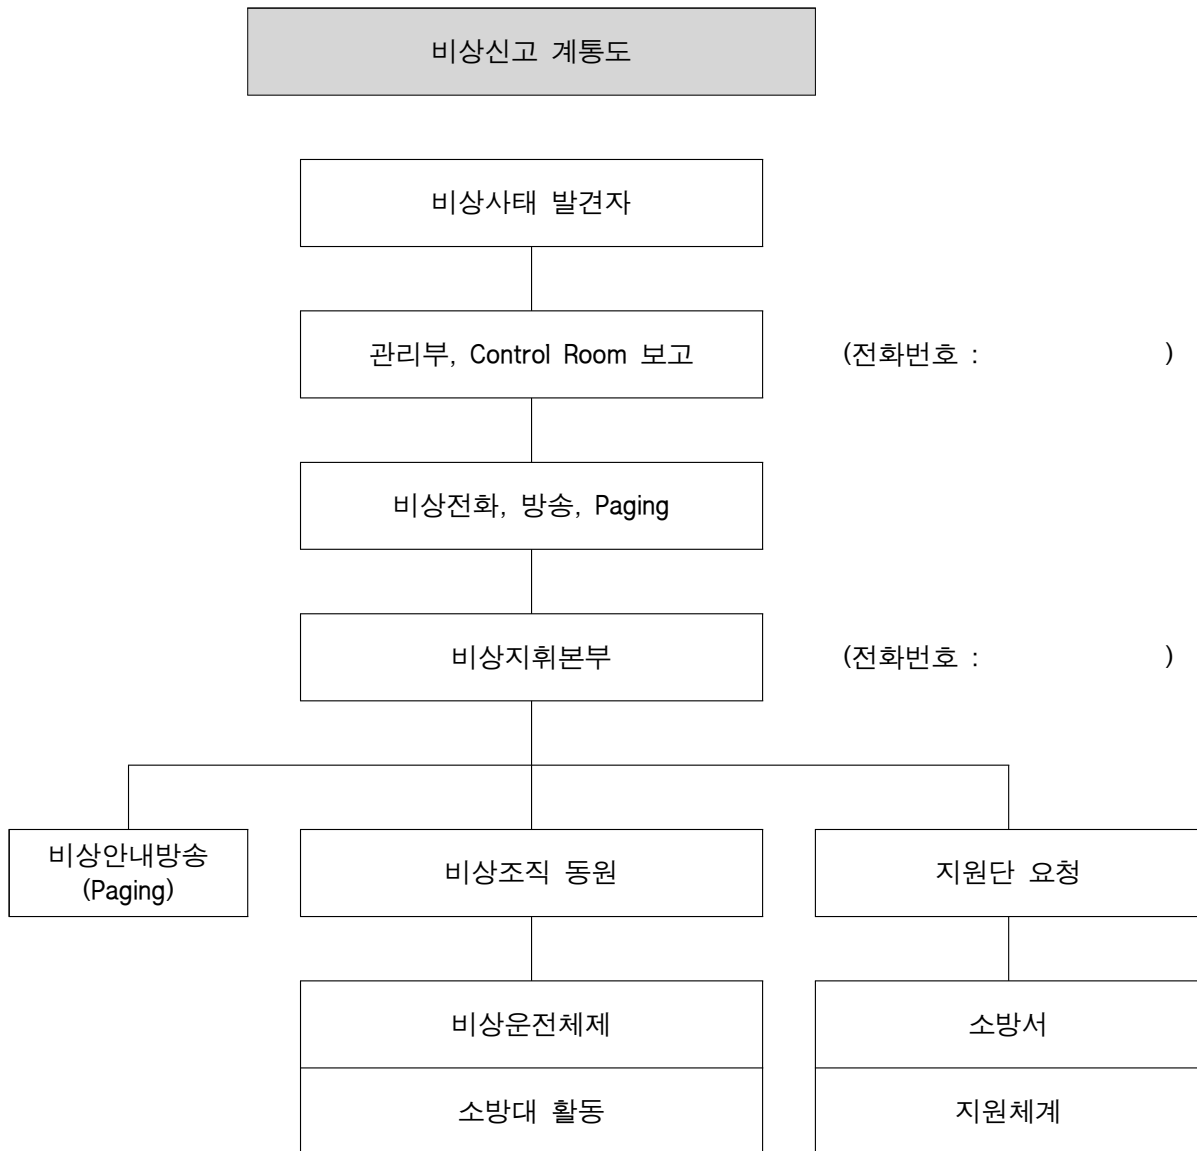 비상신고 계통도
비상사태 발견자
관리부, Control Room 보고 (전화번호 : )
비상전화, 방송, Paging
비상지휘본부 (전화번호 : )
비상안내방송
(Paging)
비상조직 동원
지원단 요청
비상운전체제
소방서
소방대 활동
지원체계